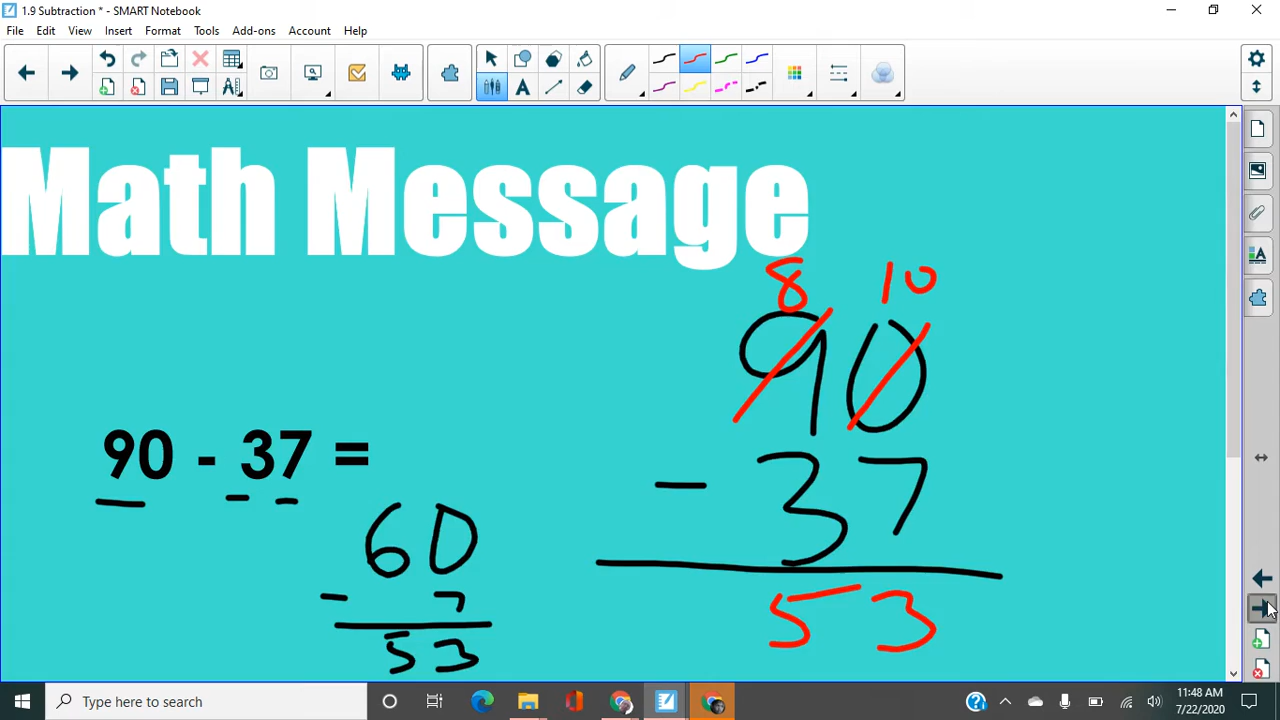 1.9 Subtraction * - SMART Notebook
File Edit View Insert Format Tools Add-ons Account Help
Math Message
8 10
90
- 37
53
90 - 37 =
60
- 7
53
Type here to search
11:48 AM
7/22/2020